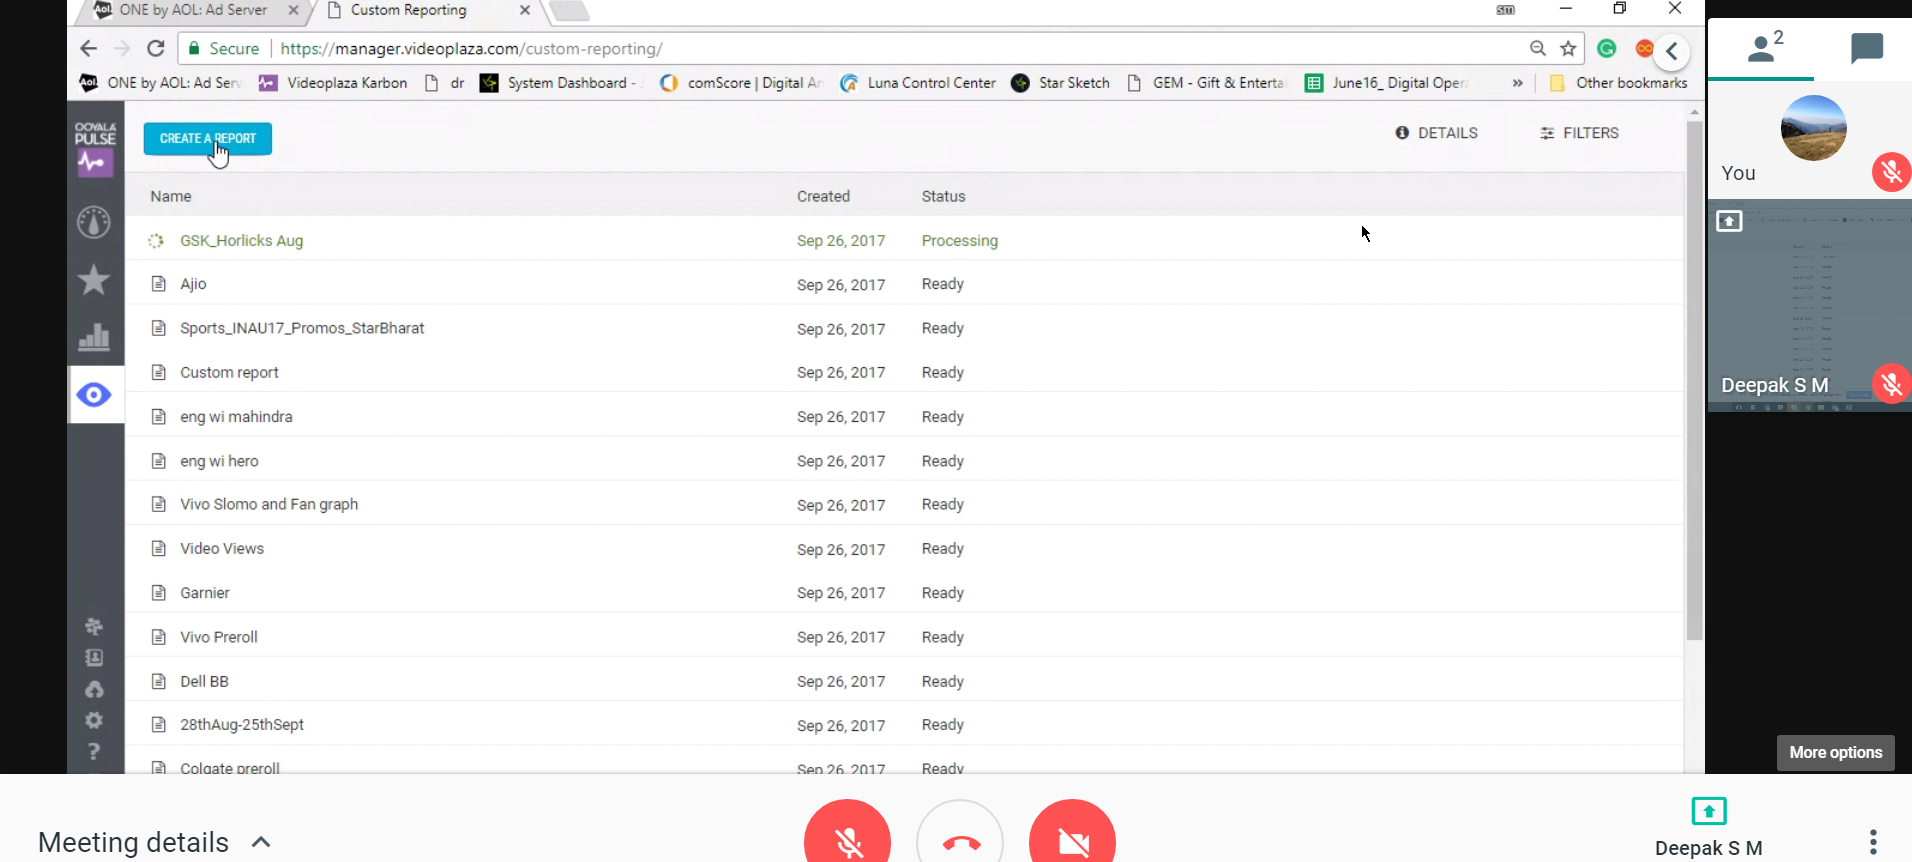 Aol. ONE by AOL: Ad Server
Custom Reporting
Secure https://manager.videoplaza.com/custom-reporting/
Aol. ONE by AOL: Ad Serv
Videoplaza Karbon
dr
System Dashboard -
comScore | Digital An
Luna Control Center
Star Sketch
GEM - Gift & Enterta
June16_ Digital Oper
» Other bookmarks
OOYALA
PULSE
CREATE A REPORT
DETAILS
FILTERS
Name Created Status
GSK_Horlicks Aug Sep 26, 2017 Processing
Ajio Sep 26, 2017 Ready
Sports_INAU17_Promos_StarBharat Sep 26, 2017 Ready
Custom report Sep 26, 2017 Ready
eng wi mahindra Sep 26, 2017 Ready
eng wi hero Sep 26, 2017 Ready
Vivo Slomo and Fan graph Sep 26, 2017 Ready
Video Views Sep 26, 2017 Ready
Garnier Sep 26, 2017 Ready
Vivo Preroll Sep 26, 2017 Ready
Dell BB Sep 26, 2017 Ready
28thAug-25thSept Sep 26, 2017 Ready
Colgate preroll Sep 26, 2017 Ready
2
You
Deepak S M
More options
Meeting details
Deepak S M